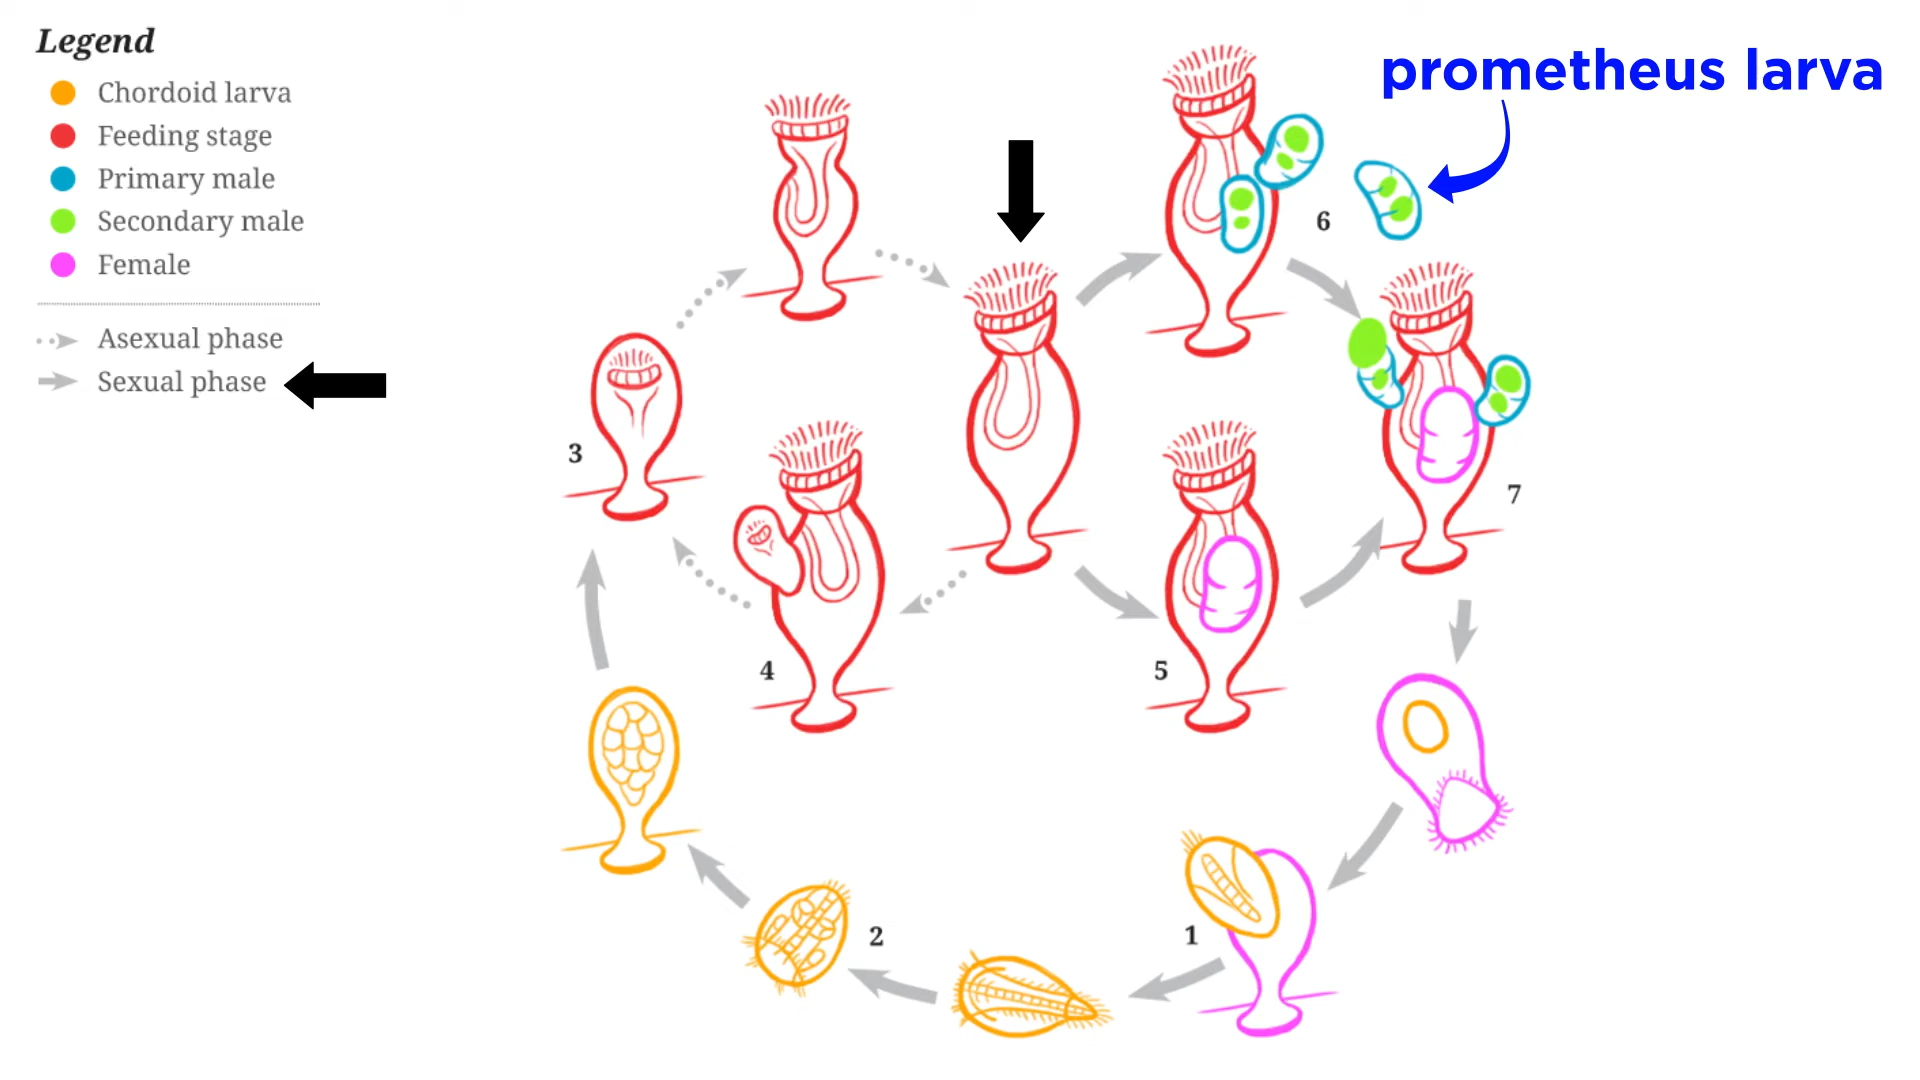 Legend
Chordoid larva
Feeding stage
Primary male
Secondary male
Female
Asexual phase
Sexual phase
prometheus larva
6
3
7
4
5
2
1